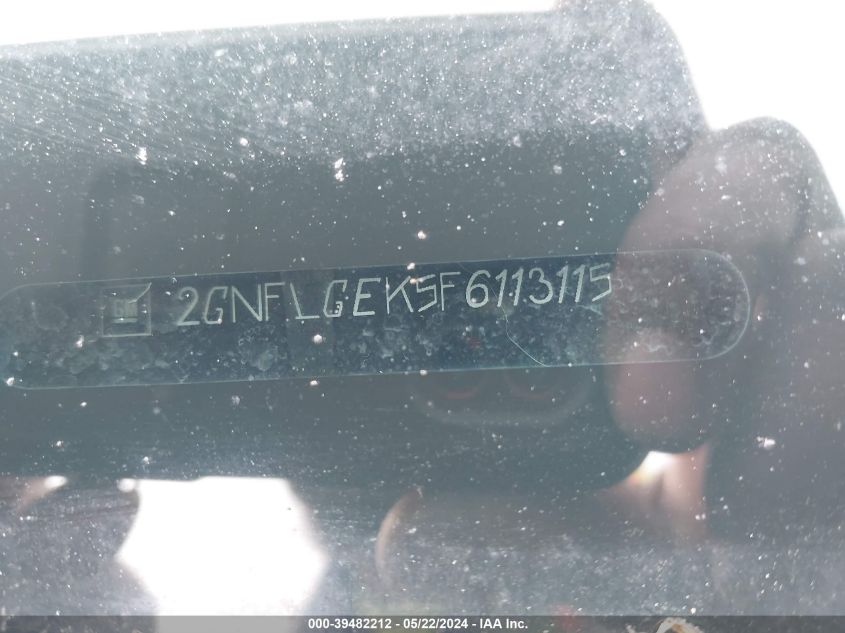 2GNFLGEK5F6113115
000-39482212 - 05/22/2024 - IAA Inc.